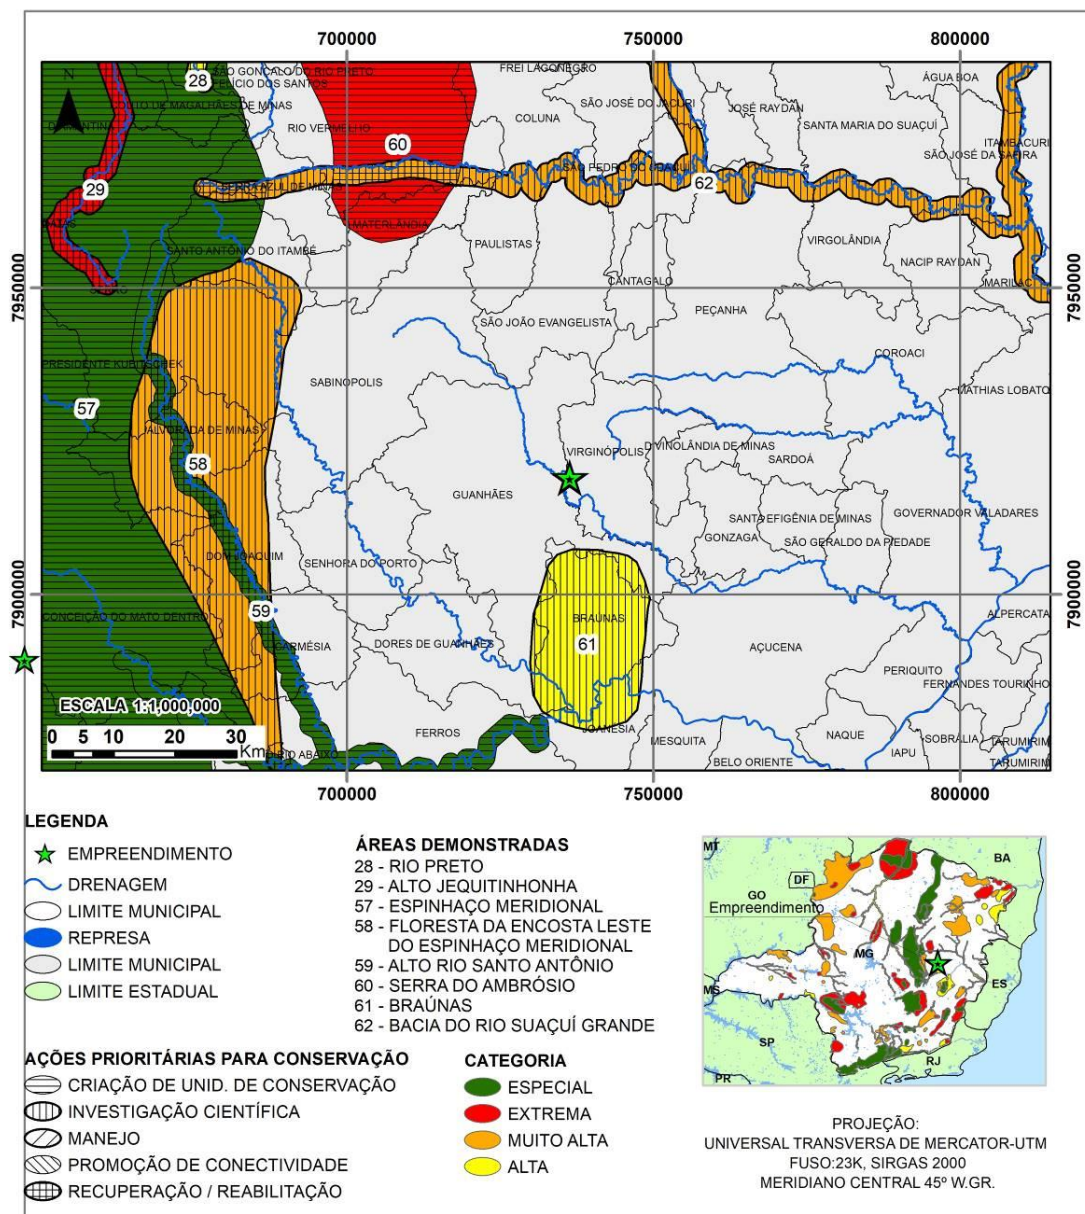 700000
750000
800000
N
28
SÃO GONÇALO DO RIO PRETO
FELÍCIO DOS SANTOS
FREI LAGONEGRO
ÁGUA BOA
COUTO DE MAGALHÃES DE MINAS
DIAMANTINA
RIO VERMELHO
COLUNA
SÃO JOSÉ DO JACURI
JOSÉ RAYDAN
SANTA MARIA DO SUAÇUÍ
ITAMBACURI
60
SÃO JOSÉ DA SAFIRA
29
SERRA AZUL DE MINAS
SÃO PEDRO DO SUAÇUÍ
62
DATAS
MATERLÂNDIA
SANTO ANTÔNIO DO ITAMBÉ
PAULISTAS
VIRGOLÂNDIA
NACIP RAYDAN
CANTAGALO
MARILAC
7950000
7950000
PEÇANHA
SÃO JOÃO EVANGELISTA
PRESIDENTE KUBITSCHEK
COROACI
SABINOPOLIS
MATHIAS LOBATO
57
ALVORADA DE MINAS
VIRGINÓPOLIS
DIVINOLÂNDIA DE MINAS
SARDOÁ
58
GUANHÃES
GOVERNADOR VALADARES
SANTA EFIGÊNIA DE MINAS
GONZAGA
SÃO GERALDO DA PIEDADE
DOM JOAQUIM
SENHORA DO PORTO
7900000
7900000
59
CONCEIÇÃO DO MATO DENTRO
BRAUNAS
ALPERCATA
CARMÉSIA
DORES DE GUANHÃES
61
AÇUCENA
PERIQUITO
FERNANDES TOURINHO
ESCALA 1:1,000,000
0 5 10 20 30
Km
FERROS
JOANÉSIA
MESQUITA
NAQUE
SOBRÁLIA
TARUMIRIM
IAPU
BELO ORIENTE
TARUMIRIM
700000
750000
800000
LEGENDA
EMPREENDIMENTO
DRENAGEM
LIMITE MUNICIPAL
REPRESA
LIMITE MUNICIPAL
LIMITE ESTADUAL
ÁREAS DEMONSTRADAS
28 - RIO PRETO
29 - ALTO JEQUITINHONHA
57 - ESPINHAÇO MERIDIONAL
58 - FLORESTA DA ENCOSTA LESTE
DO ESPINHAÇO MERIDIONAL
59 - ALTO RIO SANTO ANTÔNIO
60 - SERRA DO AMBRÓSIO
61 - BRAÚNAS
62 - BACIA DO RIO SUAÇUÍ GRANDE
AÇÕES PRIORITÁRIAS PARA CONSERVAÇÃO
CRIAÇÃO DE UNID. DE CONSERVAÇÃO
INVESTIGAÇÃO CIENTÍFICA
MANEJO
PROMOÇÃO DE CONECTIVIDADE
RECUPERAÇÃO / REABILITAÇÃO
CATEGORIA
ESPECIAL
EXTREMA
MUITO ALTA
ALTA
MT
BA
DF
GO
Empreendimento
MG
MS
ES
SP
RJ
PR
PROJEÇÃO:
UNIVERSAL TRANSVERSA DE MERCATOR-UTM
FUSO:23K, SIRGAS 2000
MERIDIANO CENTRAL 45º W.GR.